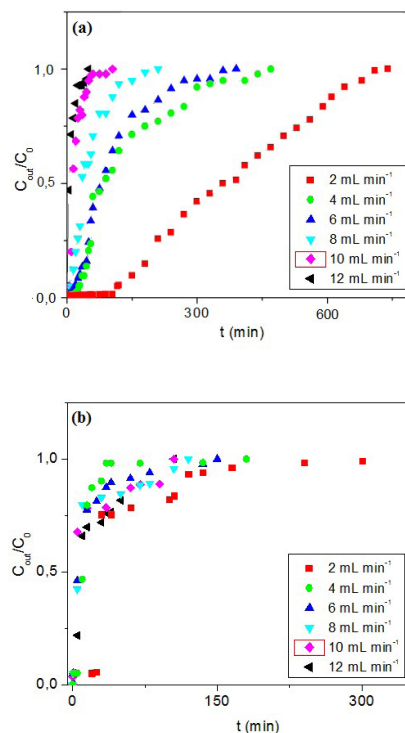 (a)
1,0
0,5
0,0
C_out/C_0
0
300
600
t (min)
2 mL min⁻¹
4 mL min⁻¹
6 mL min⁻¹
8 mL min⁻¹
10 mL min⁻¹
12 mL min⁻¹
(b)
1,0
0,5
0,0
C_out/C_0
0
150
300
t (min)
2 mL min⁻¹
4 mL min⁻¹
6 mL min⁻¹
8 mL min⁻¹
10 mL min⁻¹
12 mL min⁻¹